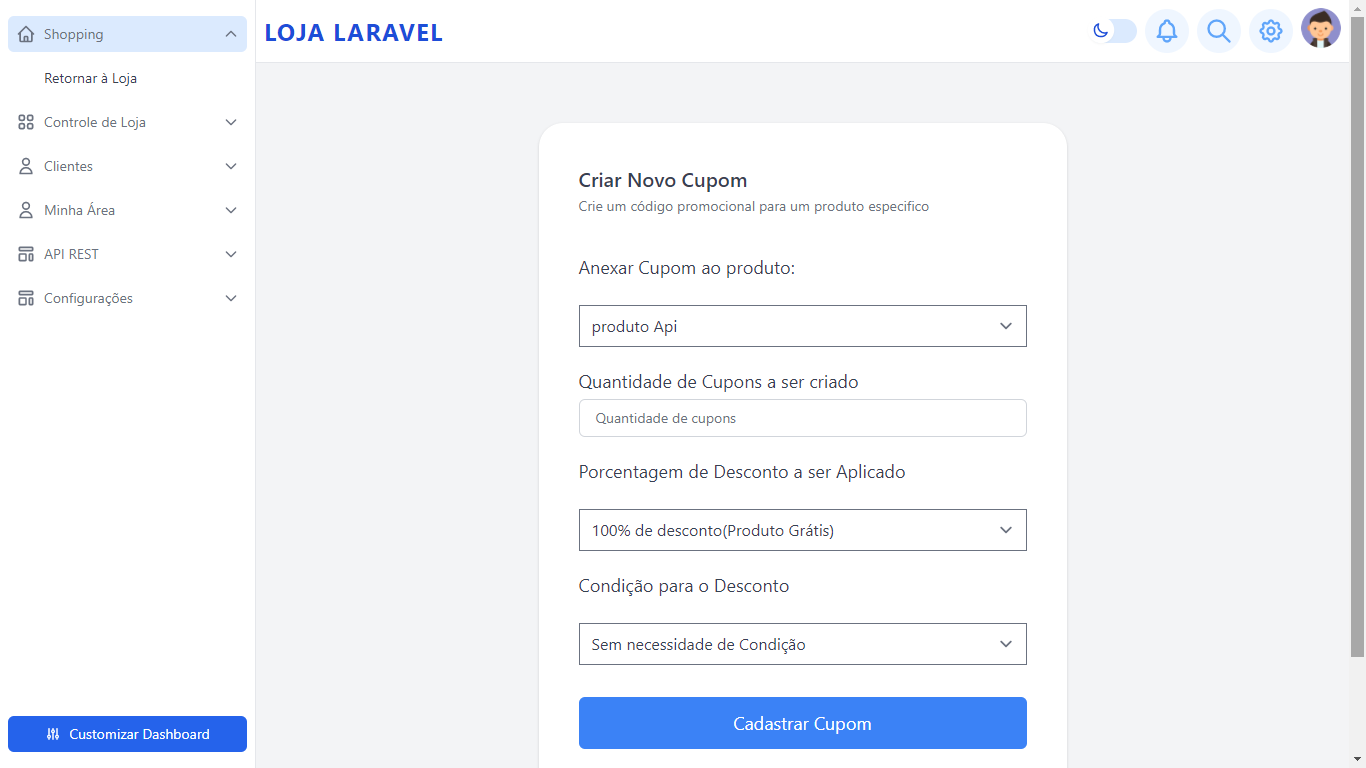 Shopping
Retornar à Loja
Controle de Loja
Clientes
Minha Área
API REST
Configurações
Customizar Dashboard
LOJA LARAVEL
Criar Novo Cupom
Crie um código promocional para um produto especifico
Anexar Cupom ao produto:
produto Api
Quantidade de Cupons a ser criado
Quantidade de cupons
Porcentagem de Desconto a ser Aplicado
100% de desconto(Produto Grátis)
Condição para o Desconto
Sem necessidade de Condição
Cadastrar Cupom